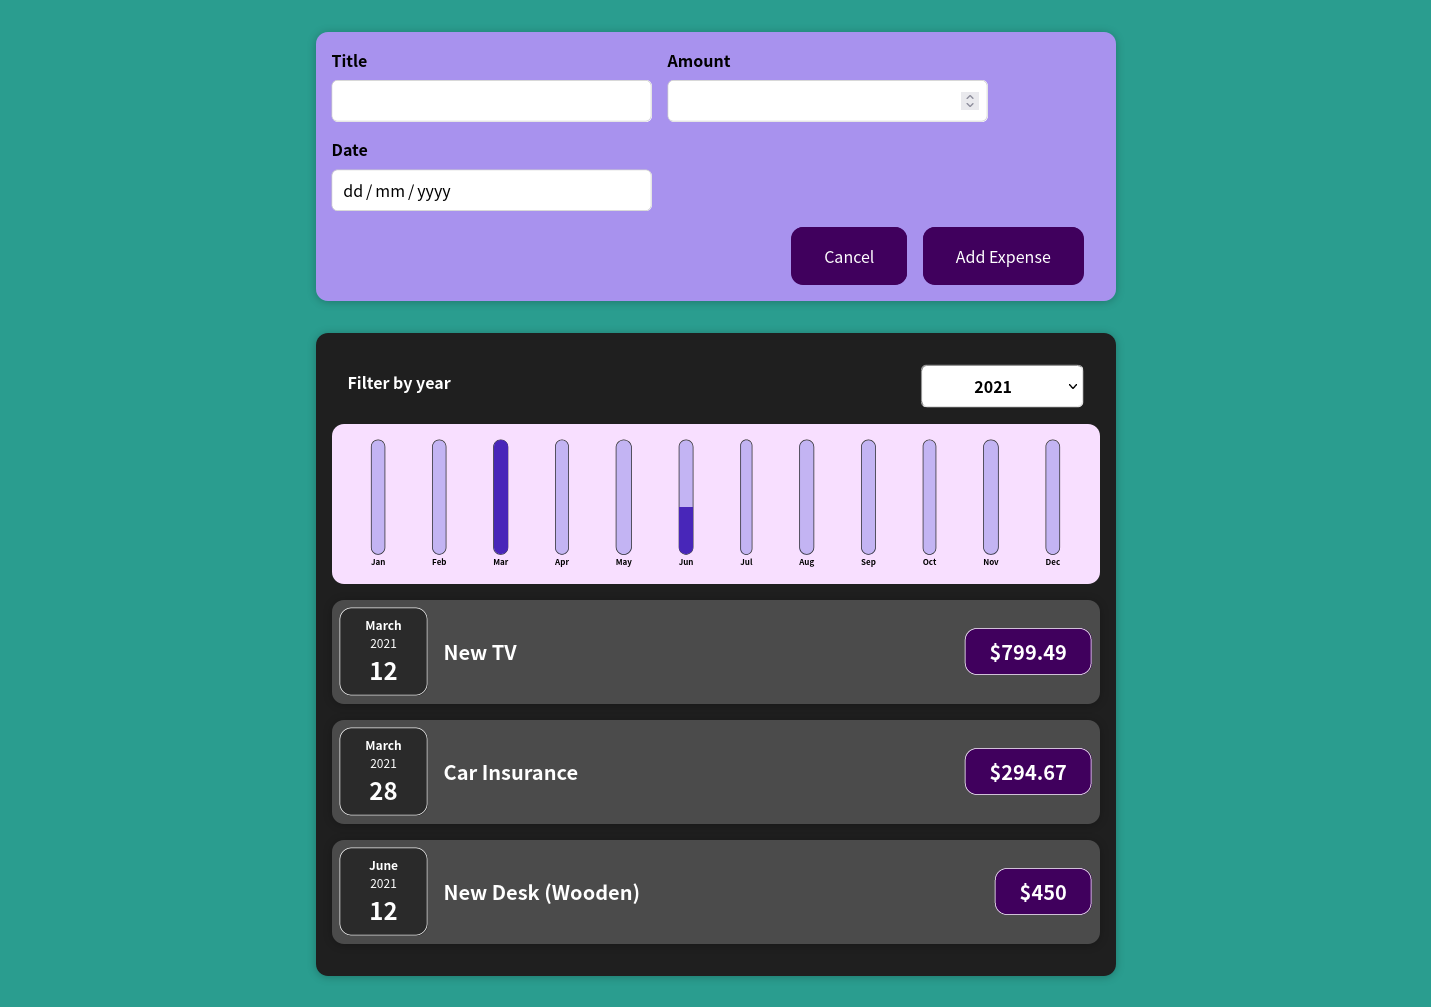 Title Amount
Date
dd / mm / yyyy
Cancel Add Expense
Filter by year 2021
Jan Feb Mar Apr May Jun Jul Aug Sep Oct Nov Dec
March
2021
12
New TV $799.49
March
2021
28
Car Insurance $294.67
June
2021
12
New Desk (Wooden) $450